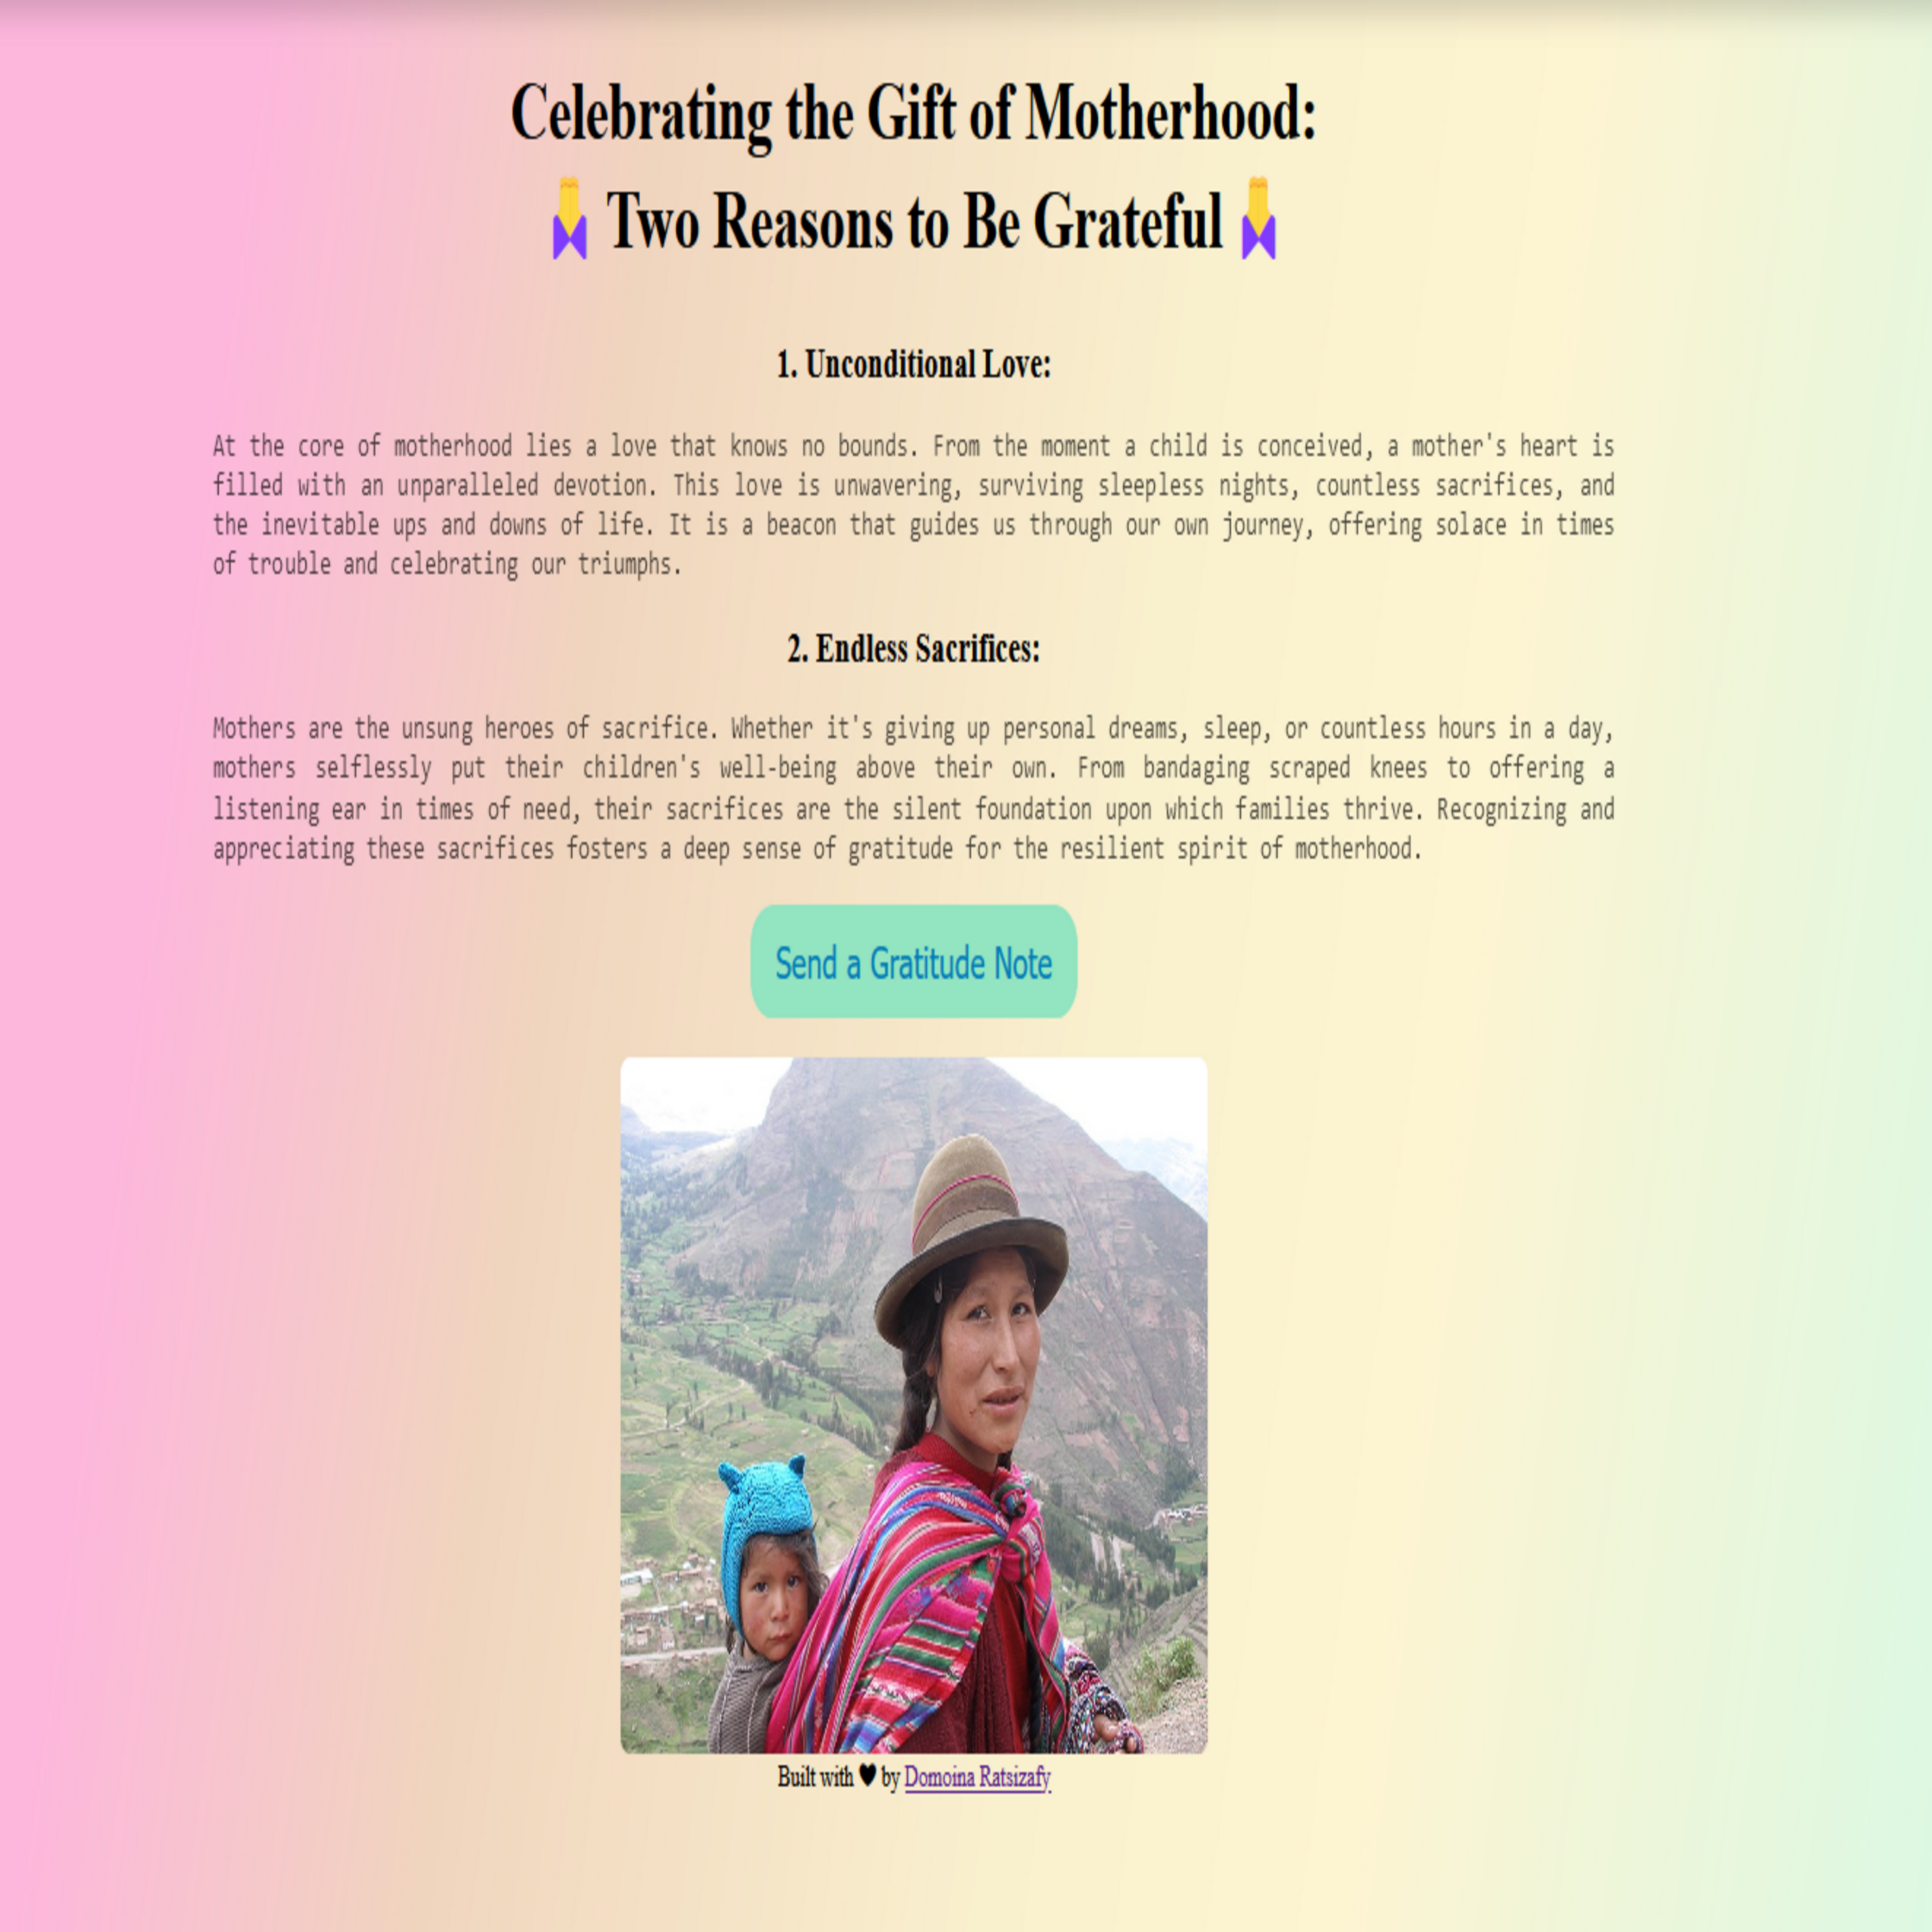 Celebrating the Gift of Motherhood:
Two Reasons to Be Grateful
1. Unconditional Love:
At the core of motherhood lies a love that knows no bounds. From the moment a child is conceived, a mother's heart is
filled with an unparalleled devotion. This love is unwavering, surviving sleepless nights, countless sacrifices, and
the inevitable ups and downs of life. It is a beacon that guides us through our own journey, offering solace in times
of trouble and celebrating our triumphs.
2. Endless Sacrifices:
Mothers are the unsung heroes of sacrifice. Whether it's giving up personal dreams, sleep, or countless hours in a day,
mothers selflessly put their children's well-being above their own. From bandaging scraped knees to offering a
listening ear in times of need, their sacrifices are the silent foundation upon which families thrive. Recognizing and
appreciating these sacrifices fosters a deep sense of gratitude for the resilient spirit of motherhood.
Send a Gratitude Note
Built with ♥ by Domoina Ratsizafy